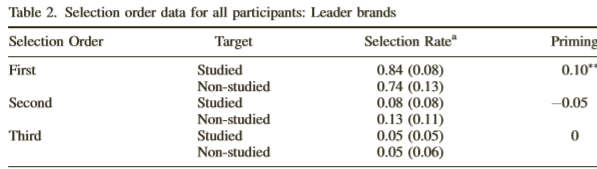 Table 2. Selection order data for all participants: Leader brands
Selection Order Target Selection Rateᵃ Priming
First Studied 0.84 (0.08) 0.10**
Non-studied 0.74 (0.13)
Second Studied 0.08 (0.08) −0.05
Non-studied 0.13 (0.11)
Third Studied 0.05 (0.05) 0
Non-studied 0.05 (0.06)